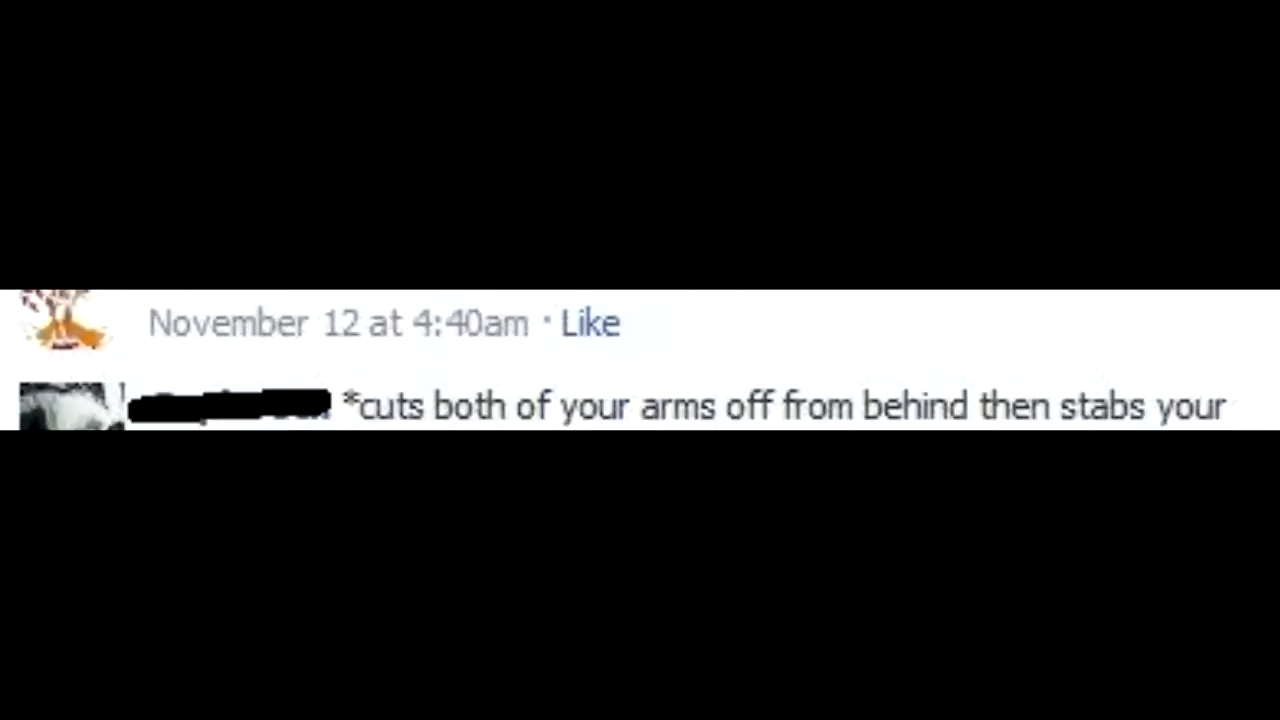 November 12 at 4:40am · Like
*cuts both of your arms off from behind then stabs your